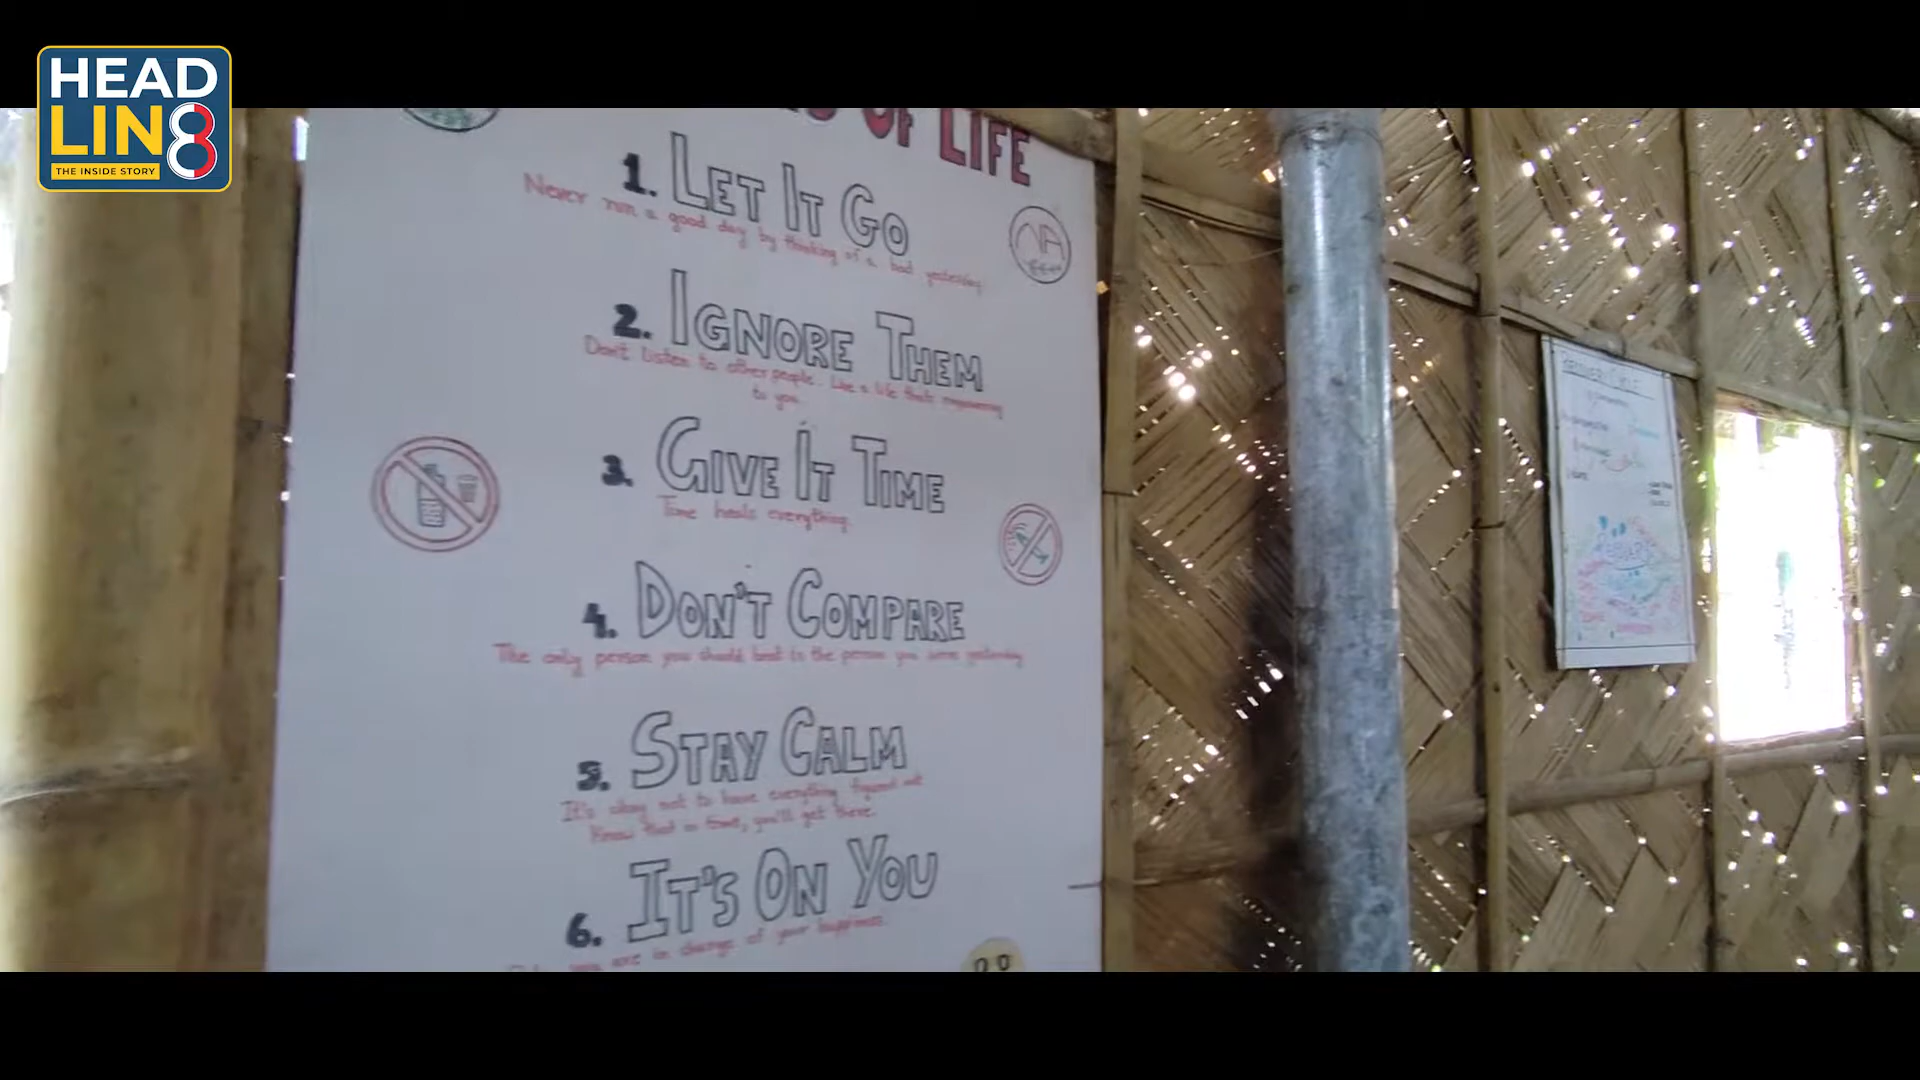 HEAD
LIN8
THE INSIDE STORY
OF LIFE
1. LET IT GO
Never ruin a good day by thinking of a bad yesterday
NA
2. IGNORE THEM
Don't listen to other people. Live a life that's empowering
to you.
3. GIVE IT TIME
Time heals everything.
4. DON'T COMPARE
The only person you should beat is the person you were yesterday
5. STAY CALM
It's okay not to have everything figured out
Know that in time, you'll get there.
6. IT'S ON YOU
you are in charge of your happiness
RECOVERY CYCLE